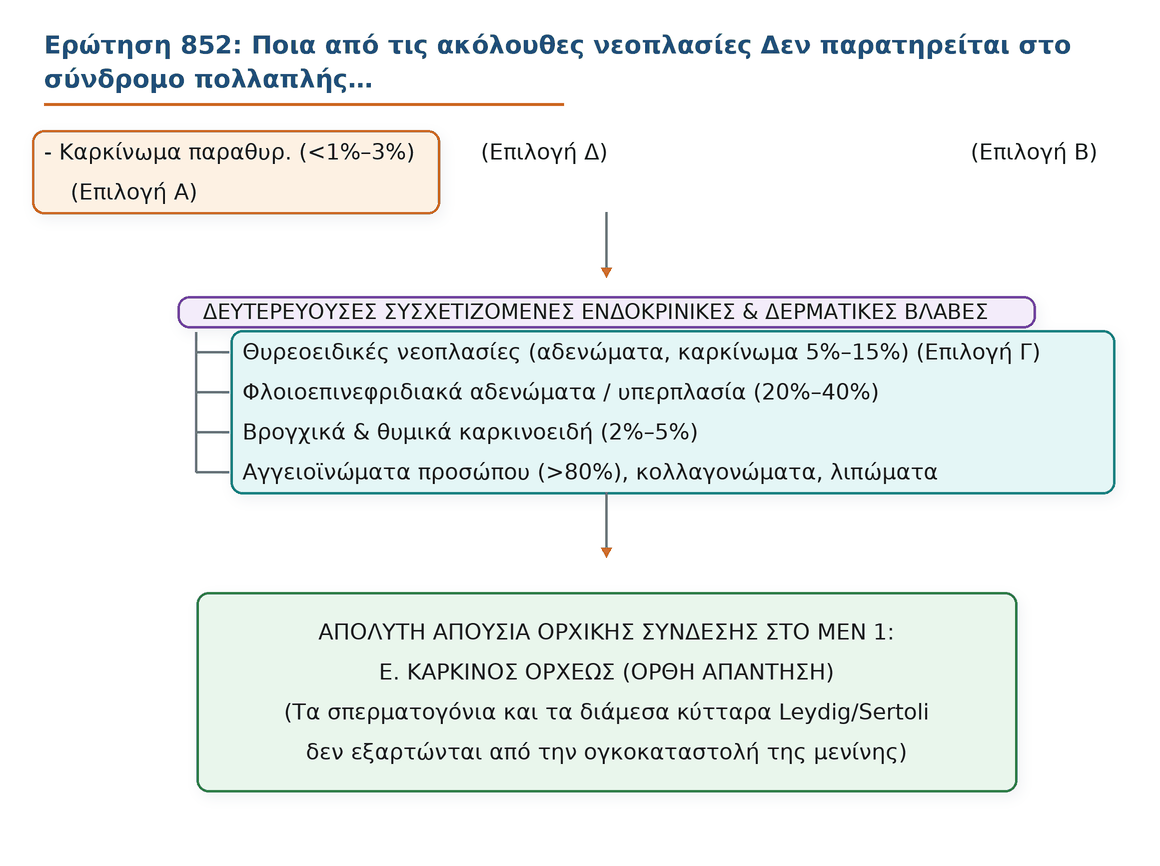 Ερώτηση 852: Ποια από τις ακόλουθες νεοπλασίες Δεν παρατηρείται στο
σύνδρομο πολλαπλής…
- Καρκίνωμα παραθυρ. (<1%–3%) (Επιλογή Δ) (Επιλογή Β)
(Επιλογή Α)
ΔΕΥΤΕΡΕΥΟΥΣΕΣ ΣΥΣΧΕΤΙΖΟΜΕΝΕΣ ΕΝΔΟΚΡΙΝΙΚΕΣ & ΔΕΡΜΑΤΙΚΕΣ ΒΛΑΒΕΣ
Θυρεοειδικές νεοπλασίες (αδενώματα, καρκίνωμα 5%–15%) (Επιλογή Γ)
Φλοιοεπινεφριδιακά αδενώματα / υπερπλασία (20%–40%)
Βρογχικά & θυμικά καρκινοειδή (2%–5%)
Αγγειοϊνώματα προσώπου (>80%), κολλαγονώματα, λιπώματα
ΑΠΟΛΥΤΗ ΑΠΟΥΣΙΑ ΟΡΧΙΚΗΣ ΣΥΝΔΕΣΗΣ ΣΤΟ MEN 1:
Ε. ΚΑΡΚΙΝΟΣ ΟΡΧΕΩΣ (ΟΡΘΗ ΑΠΑΝΤΗΣΗ)
(Τα σπερματογόνια και τα διάμεσα κύτταρα Leydig/Sertoli
δεν εξαρτώνται από την ογκοκαταστολή της μενίνης)